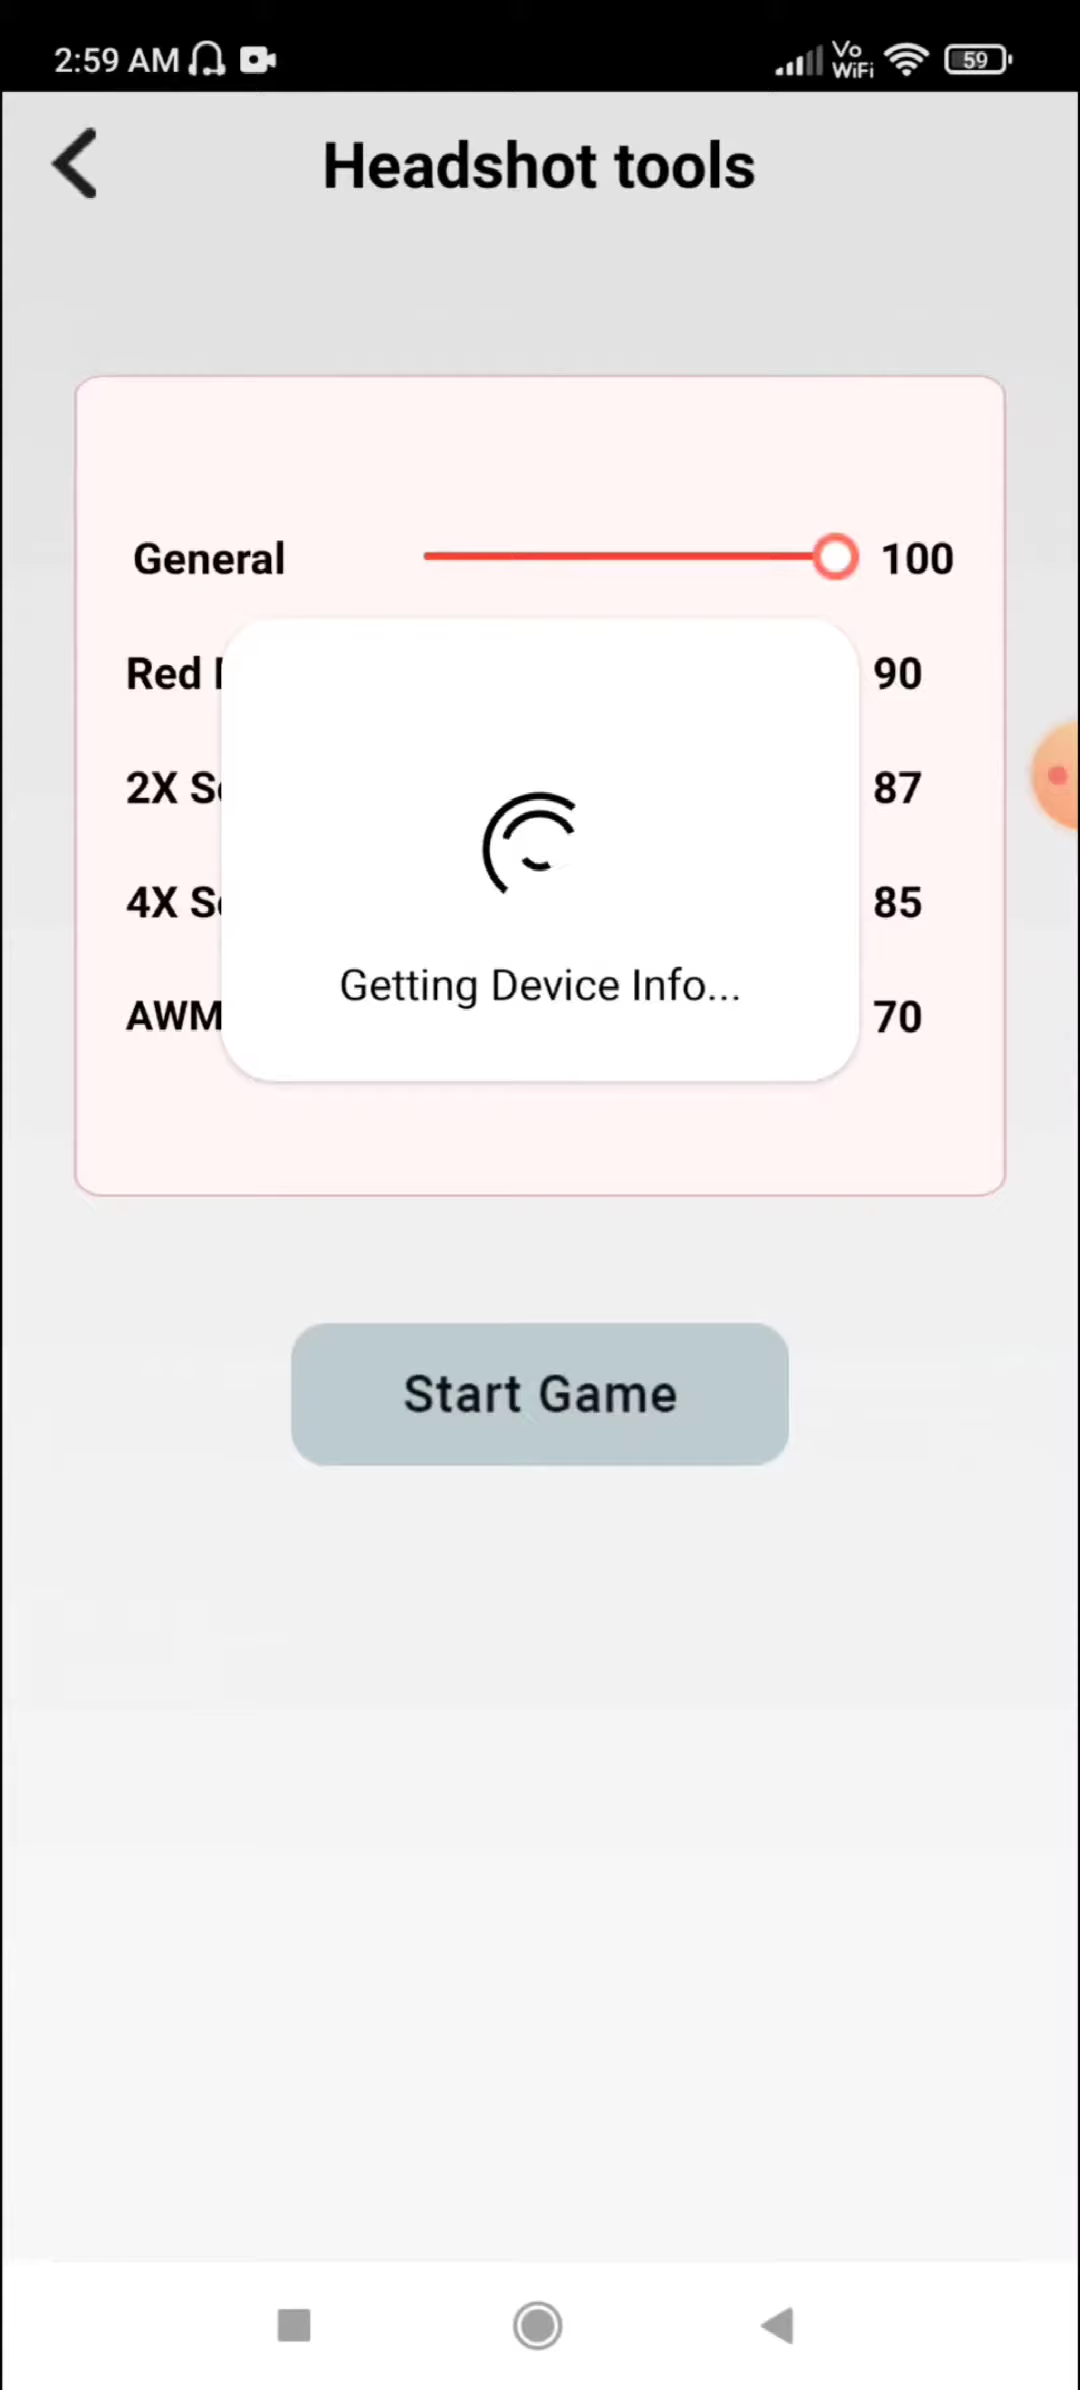 2:59 AM
Vo
WiFi
59
Headshot tools
General 100
Red 90
2X 87
4X 85
AWM 70
Getting Device Info...
Start Game